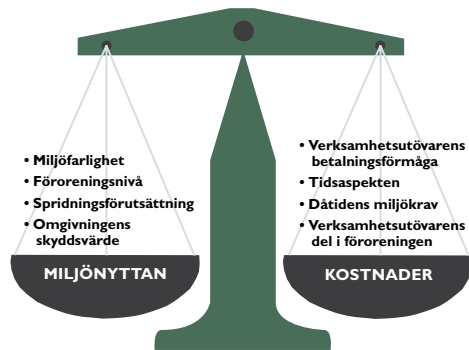 • Miljöfarlighet
• Föroreningsnivå
• Spridningsförutsättning
• Omgivningens
skyddsvärde
MILJÖNYTTAN
• Verksamhetsutövarens
betalningsförmåga
• Tidsaspekten
• Dåtidens miljökrav
• Verksamhetsutövarens
del i föroreningen
KOSTNADER